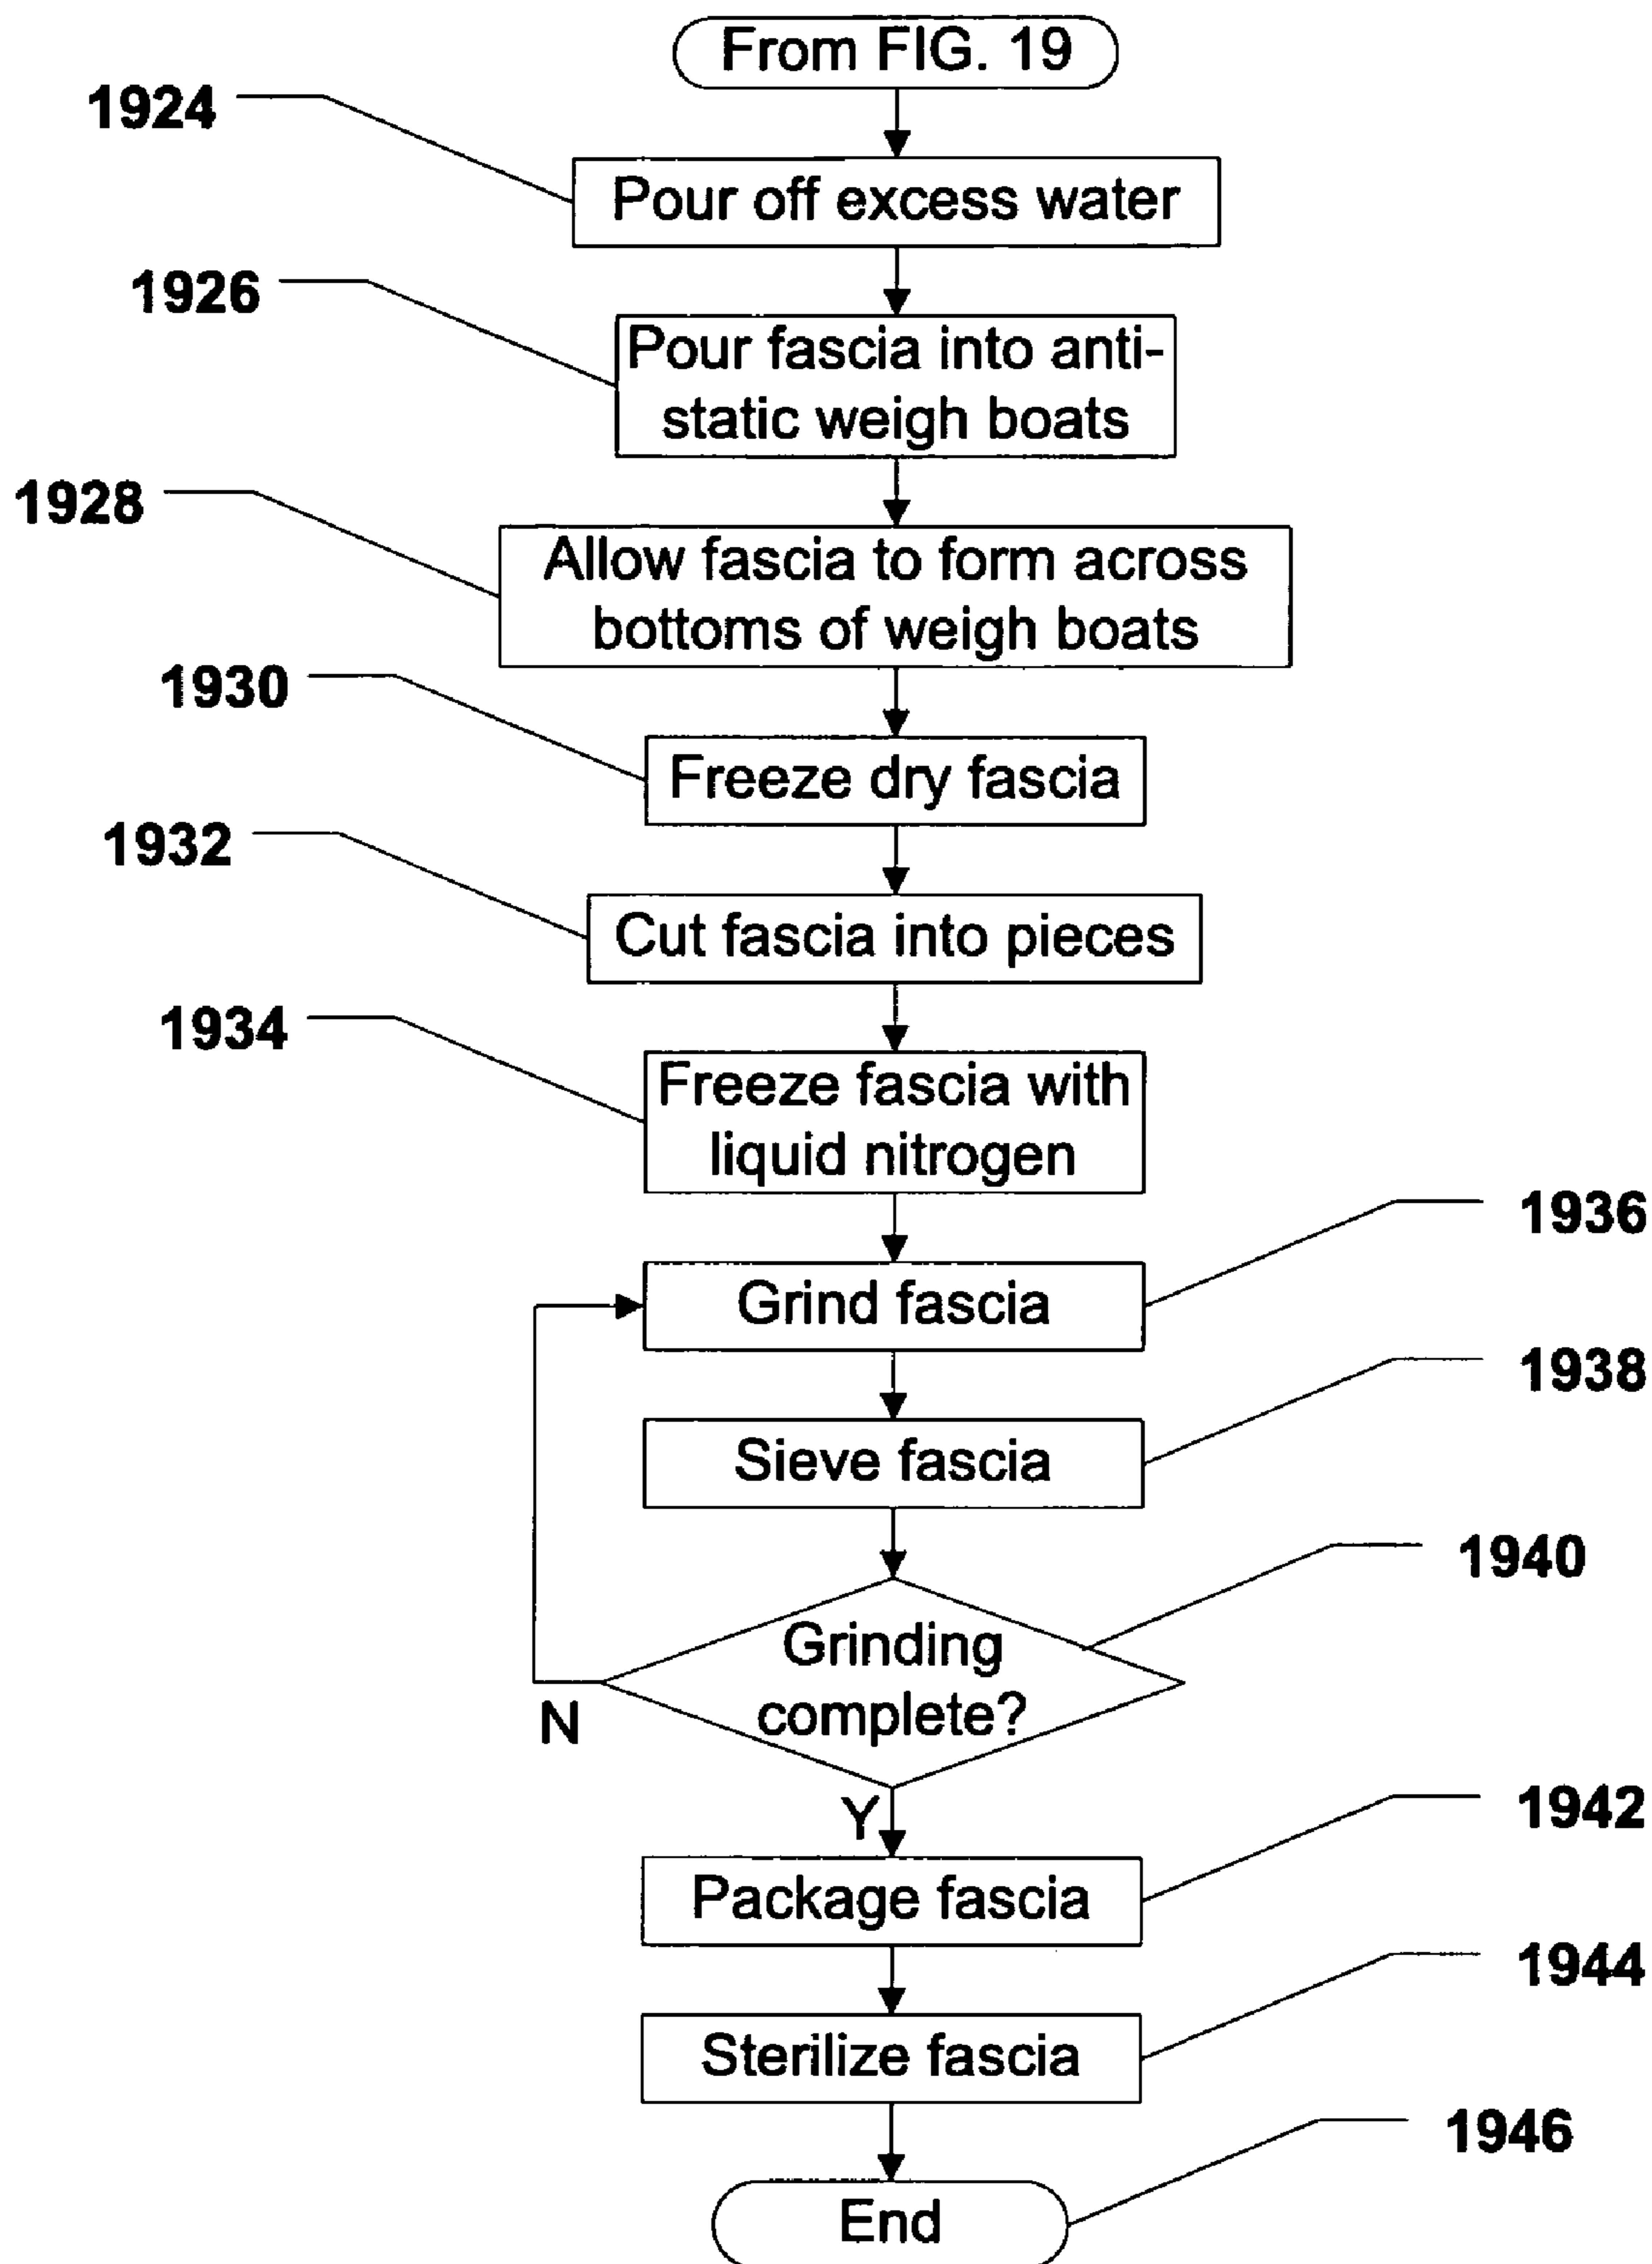 From FIG. 19
1924
Pour off excess water
1926
Pour fascia into anti-
static weigh boats
1928
Allow fascia to form across
bottoms of weigh boats
1930
Freeze dry fascia
1932
Cut fascia into pieces
1934
Freeze fascia with
liquid nitrogen
1936
Grind fascia
1938
Sieve fascia
1940
Grinding
complete?
N
Y
1942
Package fascia
1944
Sterilize fascia
1946
End